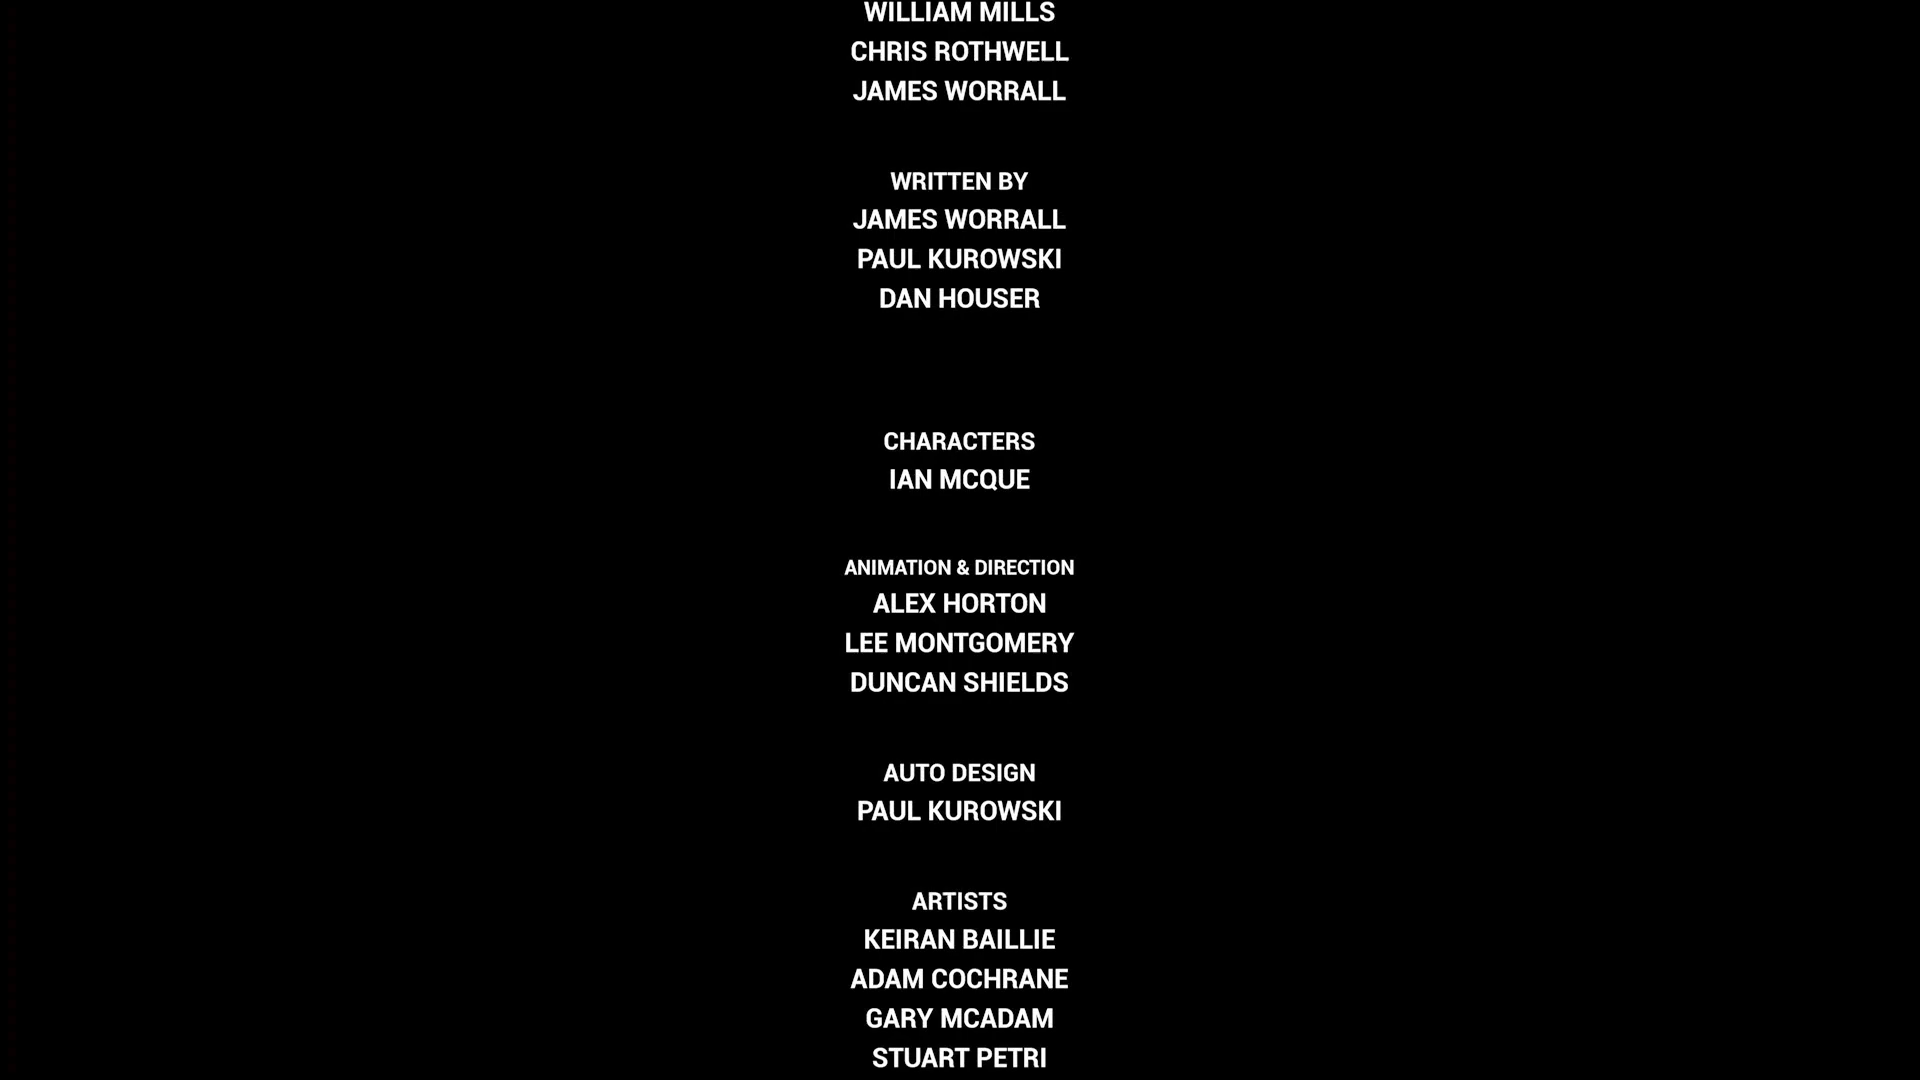 WILLIAM MILLS
CHRIS ROTHWELL
JAMES WORRALL
WRITTEN BY
JAMES WORRALL
PAUL KUROWSKI
DAN HOUSER
CHARACTERS
IAN MCQUE
ANIMATION & DIRECTION
ALEX HORTON
LEE MONTGOMERY
DUNCAN SHIELDS
AUTO DESIGN
PAUL KUROWSKI
ARTISTS
KEIRAN BAILLIE
ADAM COCHRANE
GARY MCADAM
STUART PETRI